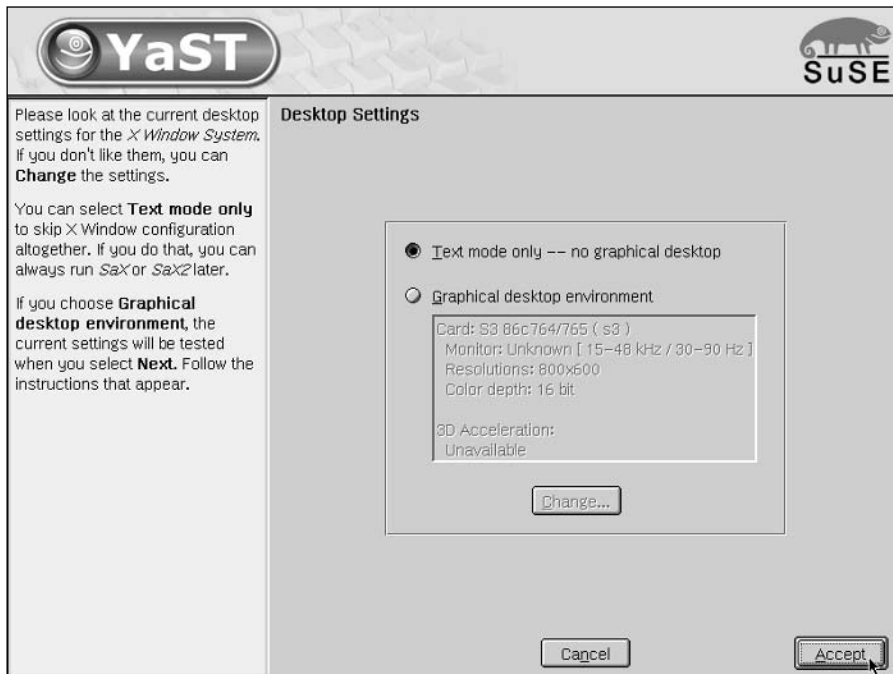 YaST
SuSE
Please look at the current desktop
settings for the X Window System.
If you don't like them, you can
Change the settings.
You can select Text mode only
to skip X Window configuration
altogether. If you do that, you can
always run SaX or SaX2 later.
If you choose Graphical
desktop environment, the
current settings will be tested
when you select Next. Follow the
instructions that appear.
Desktop Settings
Text mode only -- no graphical desktop
Graphical desktop environment
Card: S3 86c764/765 ( s3 )
Monitor: Unknown [ 15-48 kHz / 30-90 Hz ]
Resolutions: 800x600
Color depth: 16 bit
3D Acceleration:
Unavailable
Change...
Cancel
Accept